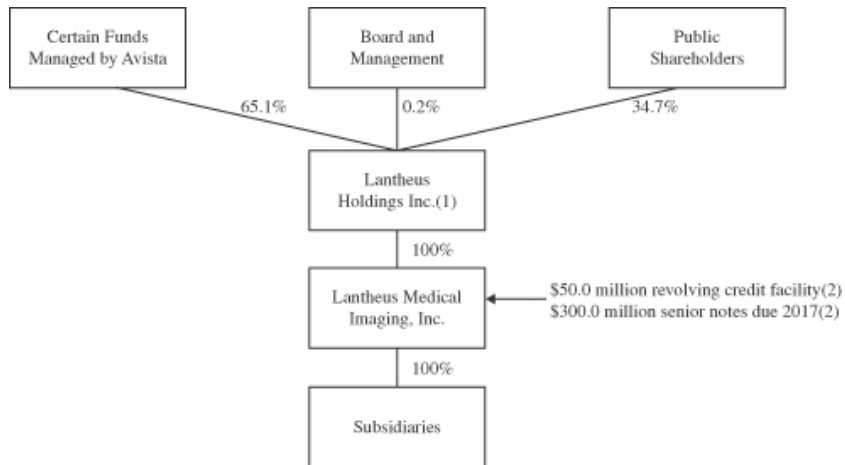 Certain Funds
Managed by Avista
Board and
Management
Public
Shareholders
65.1%
0.2%
34.7%
Lantheus
Holdings Inc.(1)
100%
Lantheus Medical
Imaging, Inc.
$50.0 million revolving credit facility(2)
$300.0 million senior notes due 2017(2)
100%
Subsidiaries